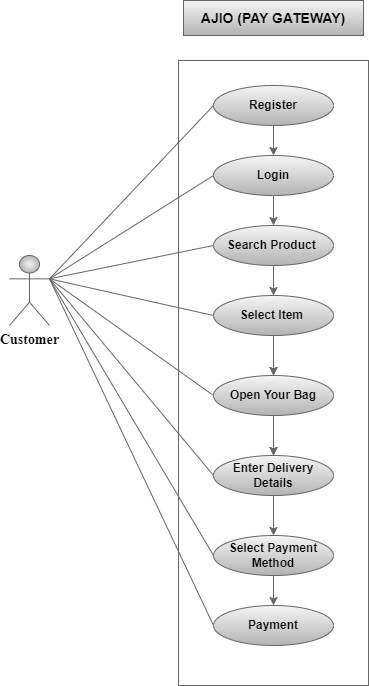 AJIO (PAY GATEWAY)
Register
Login
Search Product
Select Item
Customer
Open Your Bag
Enter Delivery
Details
Select Payment
Method
Payment